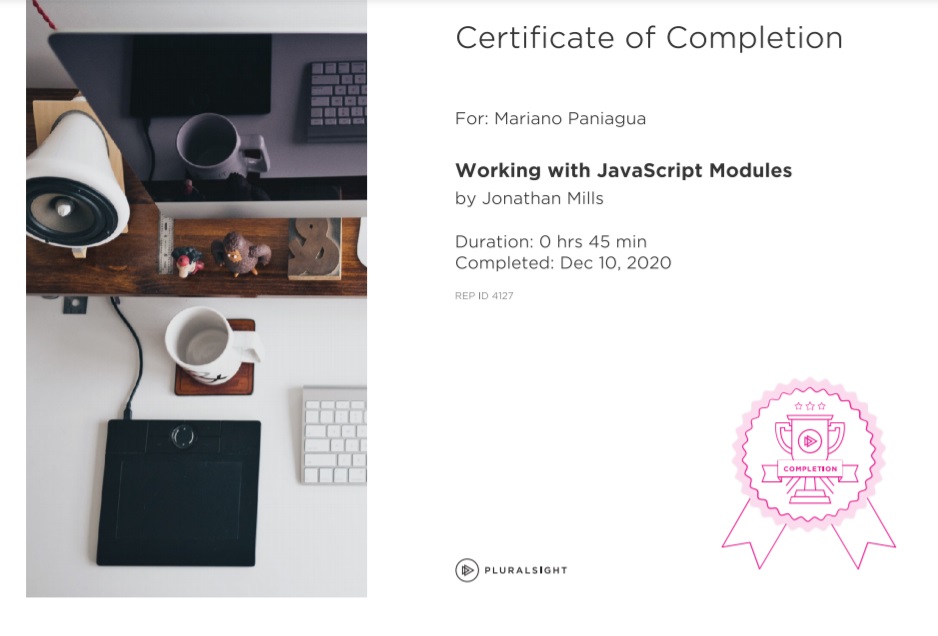 Certificate of Completion
For: Mariano Paniagua
Working with JavaScript Modules
by Jonathan Mills
Duration: 0 hrs 45 min
Completed: Dec 10, 2020
REP ID 4127
COMPLETION
PLURALSIGHT